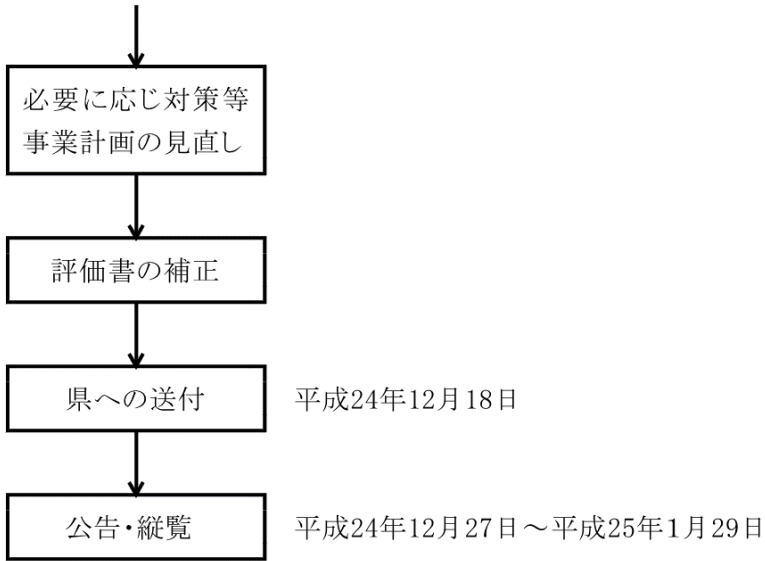 必要に応じ対策等
事業計画の見直し
評価書の補正
県への送付
平成24年12月18日
公告・縦覧
平成24年12月27日～平成25年1月29日